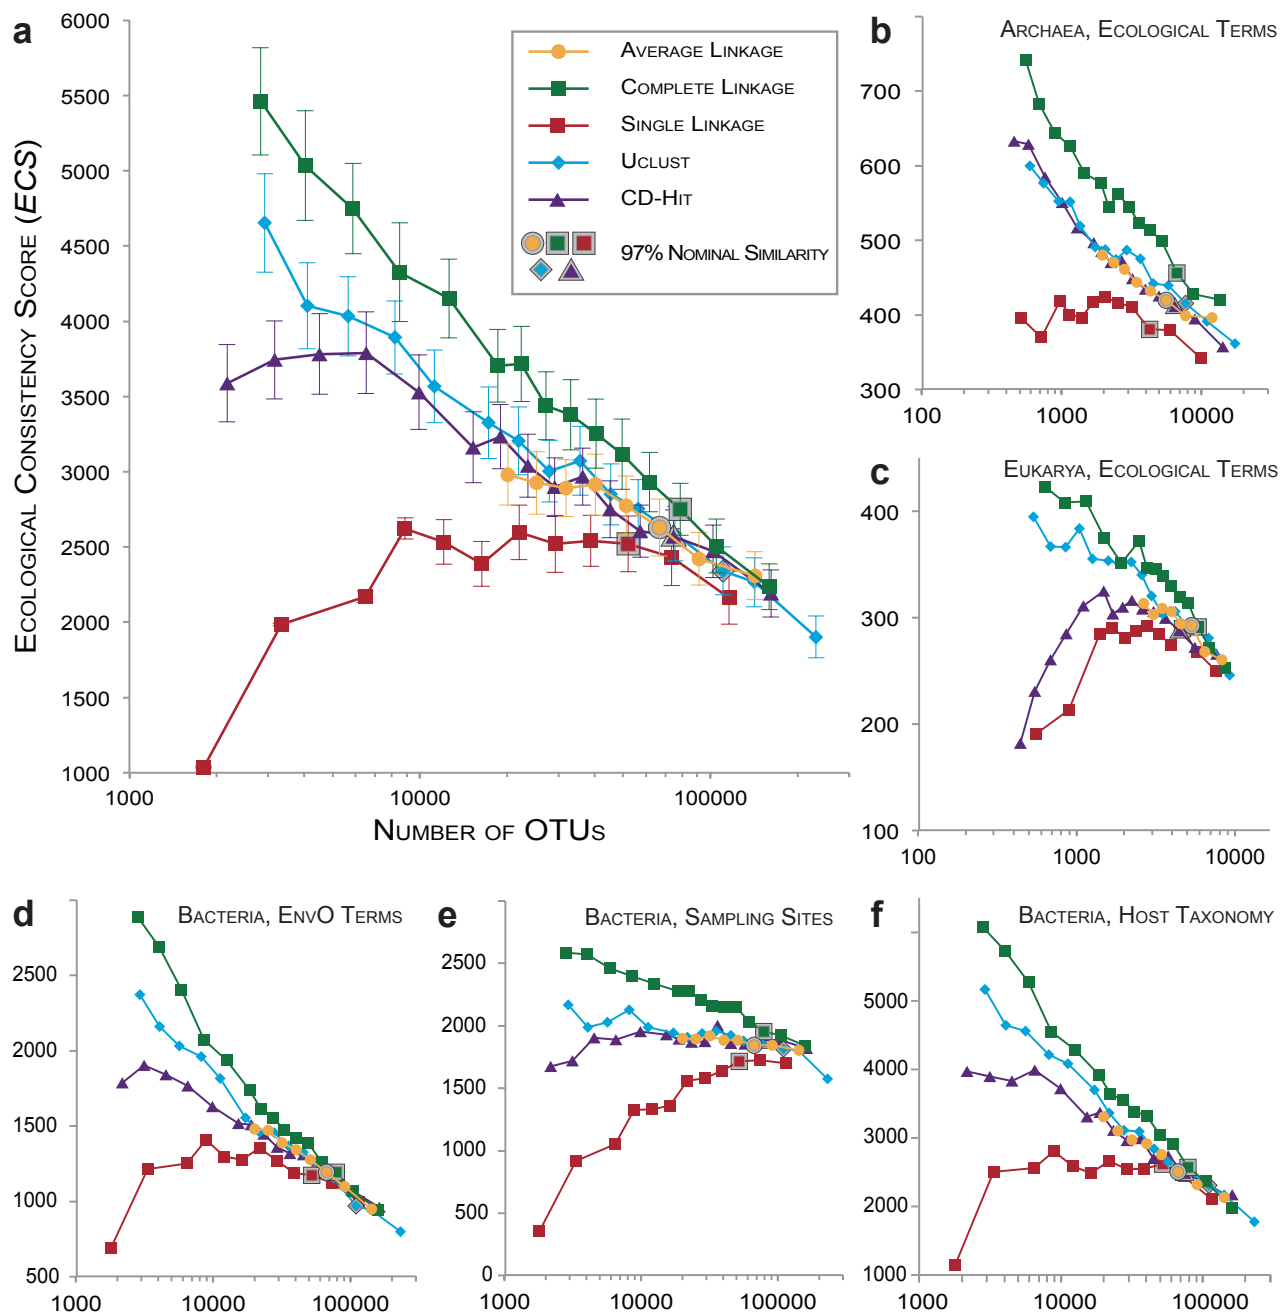 a
6000
5500
5000
4500
4000
3500
3000
2500
2000
1500
1000
1000
10000
100000
Ecological Consistency Score (ECS)
Number of OTUs
Average Linkage
Complete Linkage
Single Linkage
Uclust
CD-Hit
97% Nominal Similarity
b
Archaea, Ecological Terms
700
600
500
400
300
100
1000
10000
c
Eukarya, Ecological Terms
400
300
200
100
100
1000
10000
d
Bacteria, EnvO Terms
2500
2000
1500
1000
500
1000
10000
100000
e
Bacteria, Sampling Sites
2500
2000
1500
1000
500
0
1000
10000
100000
f
Bacteria, Host Taxonomy
5000
4000
3000
2000
1000
1000
10000
100000